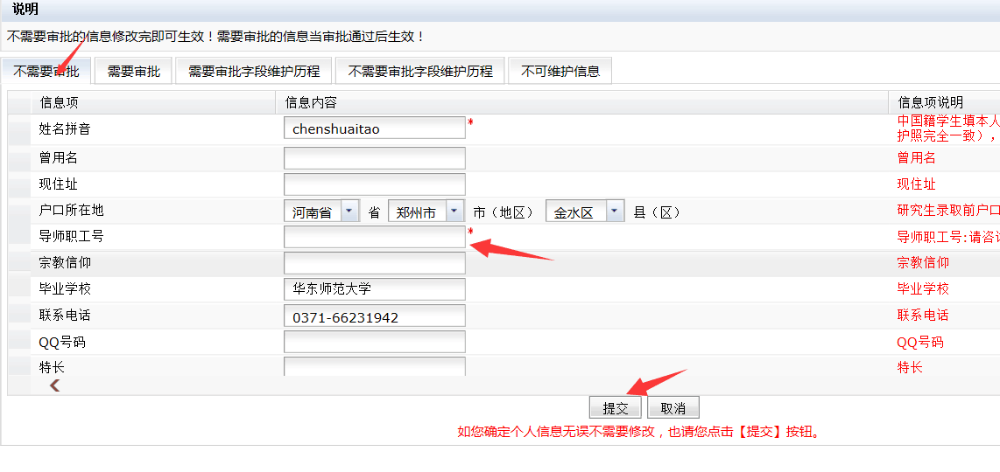 说明
不需要审批的信息修改完即可生效！需要审批的信息当审批通过后生效！
不需要审批 需要审批 需要审批字段维护历程 不需要审批字段维护历程 不可维护信息
信息项 信息内容 信息项说明
姓名拼音 chenshuaitao * 中国籍学生填本人
护照完全一致），
曾用名 曾用名
现住址 现住址
户口所在地 河南省 省 郑州市 市（地区） 金水区 县（区） 研究生录取前户口
导师职工号 * 导师职工号:请咨
宗教信仰 宗教信仰
毕业学校 华东师范大学 毕业学校
联系电话 0371-66231942 联系电话
QQ号码 QQ号码
特长 特长
提交 取消
如您确定个人信息无误不需要修改，也请您点击【提交】按钮。